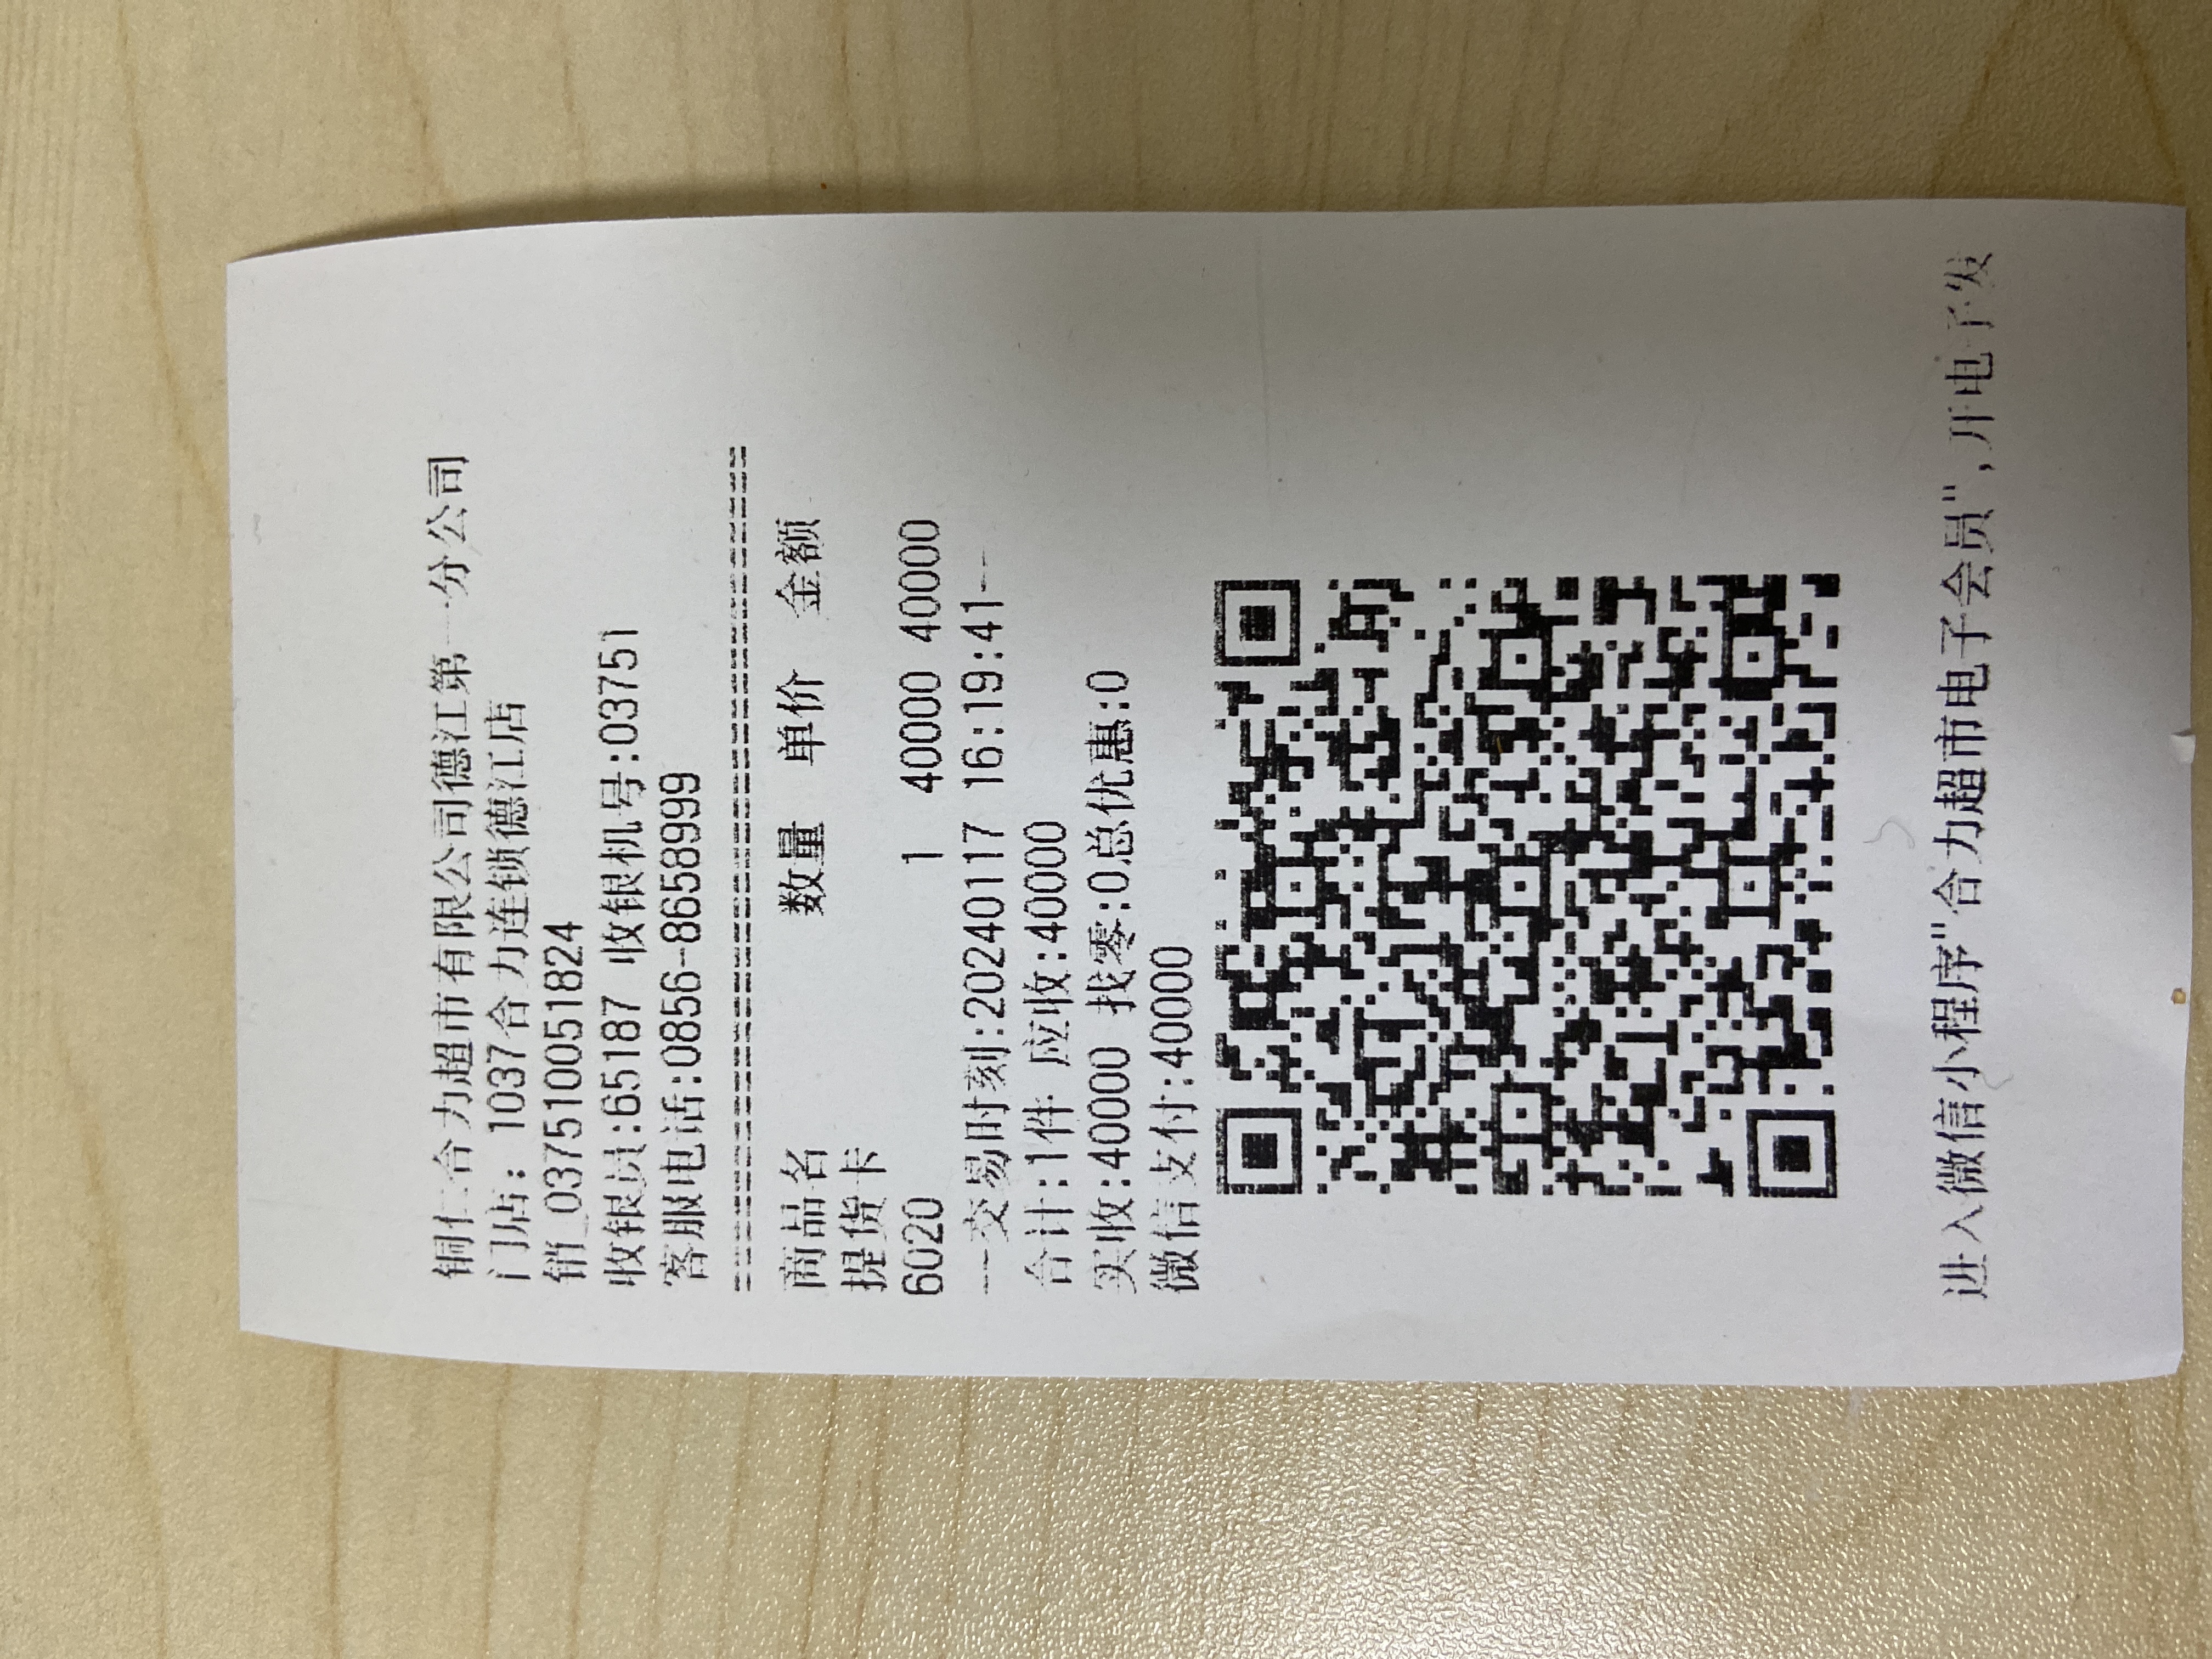 铜仁合力超市有限公司德江第一分公司
门店: 1037合力连锁德江店
销_037510051824
收银员:65187 收银机号:03751
客服电话:0856-8658999
==========================================
商品名 数量 单价 金额
提货卡
6020 1 40000 40000
--交易时刻:20240117 16:19:41--
合计:1件 应收:40000
实收:40000 找零:0总优惠:0
微信支付:40000
进入微信小程序"合力超市电子会员",开电子发